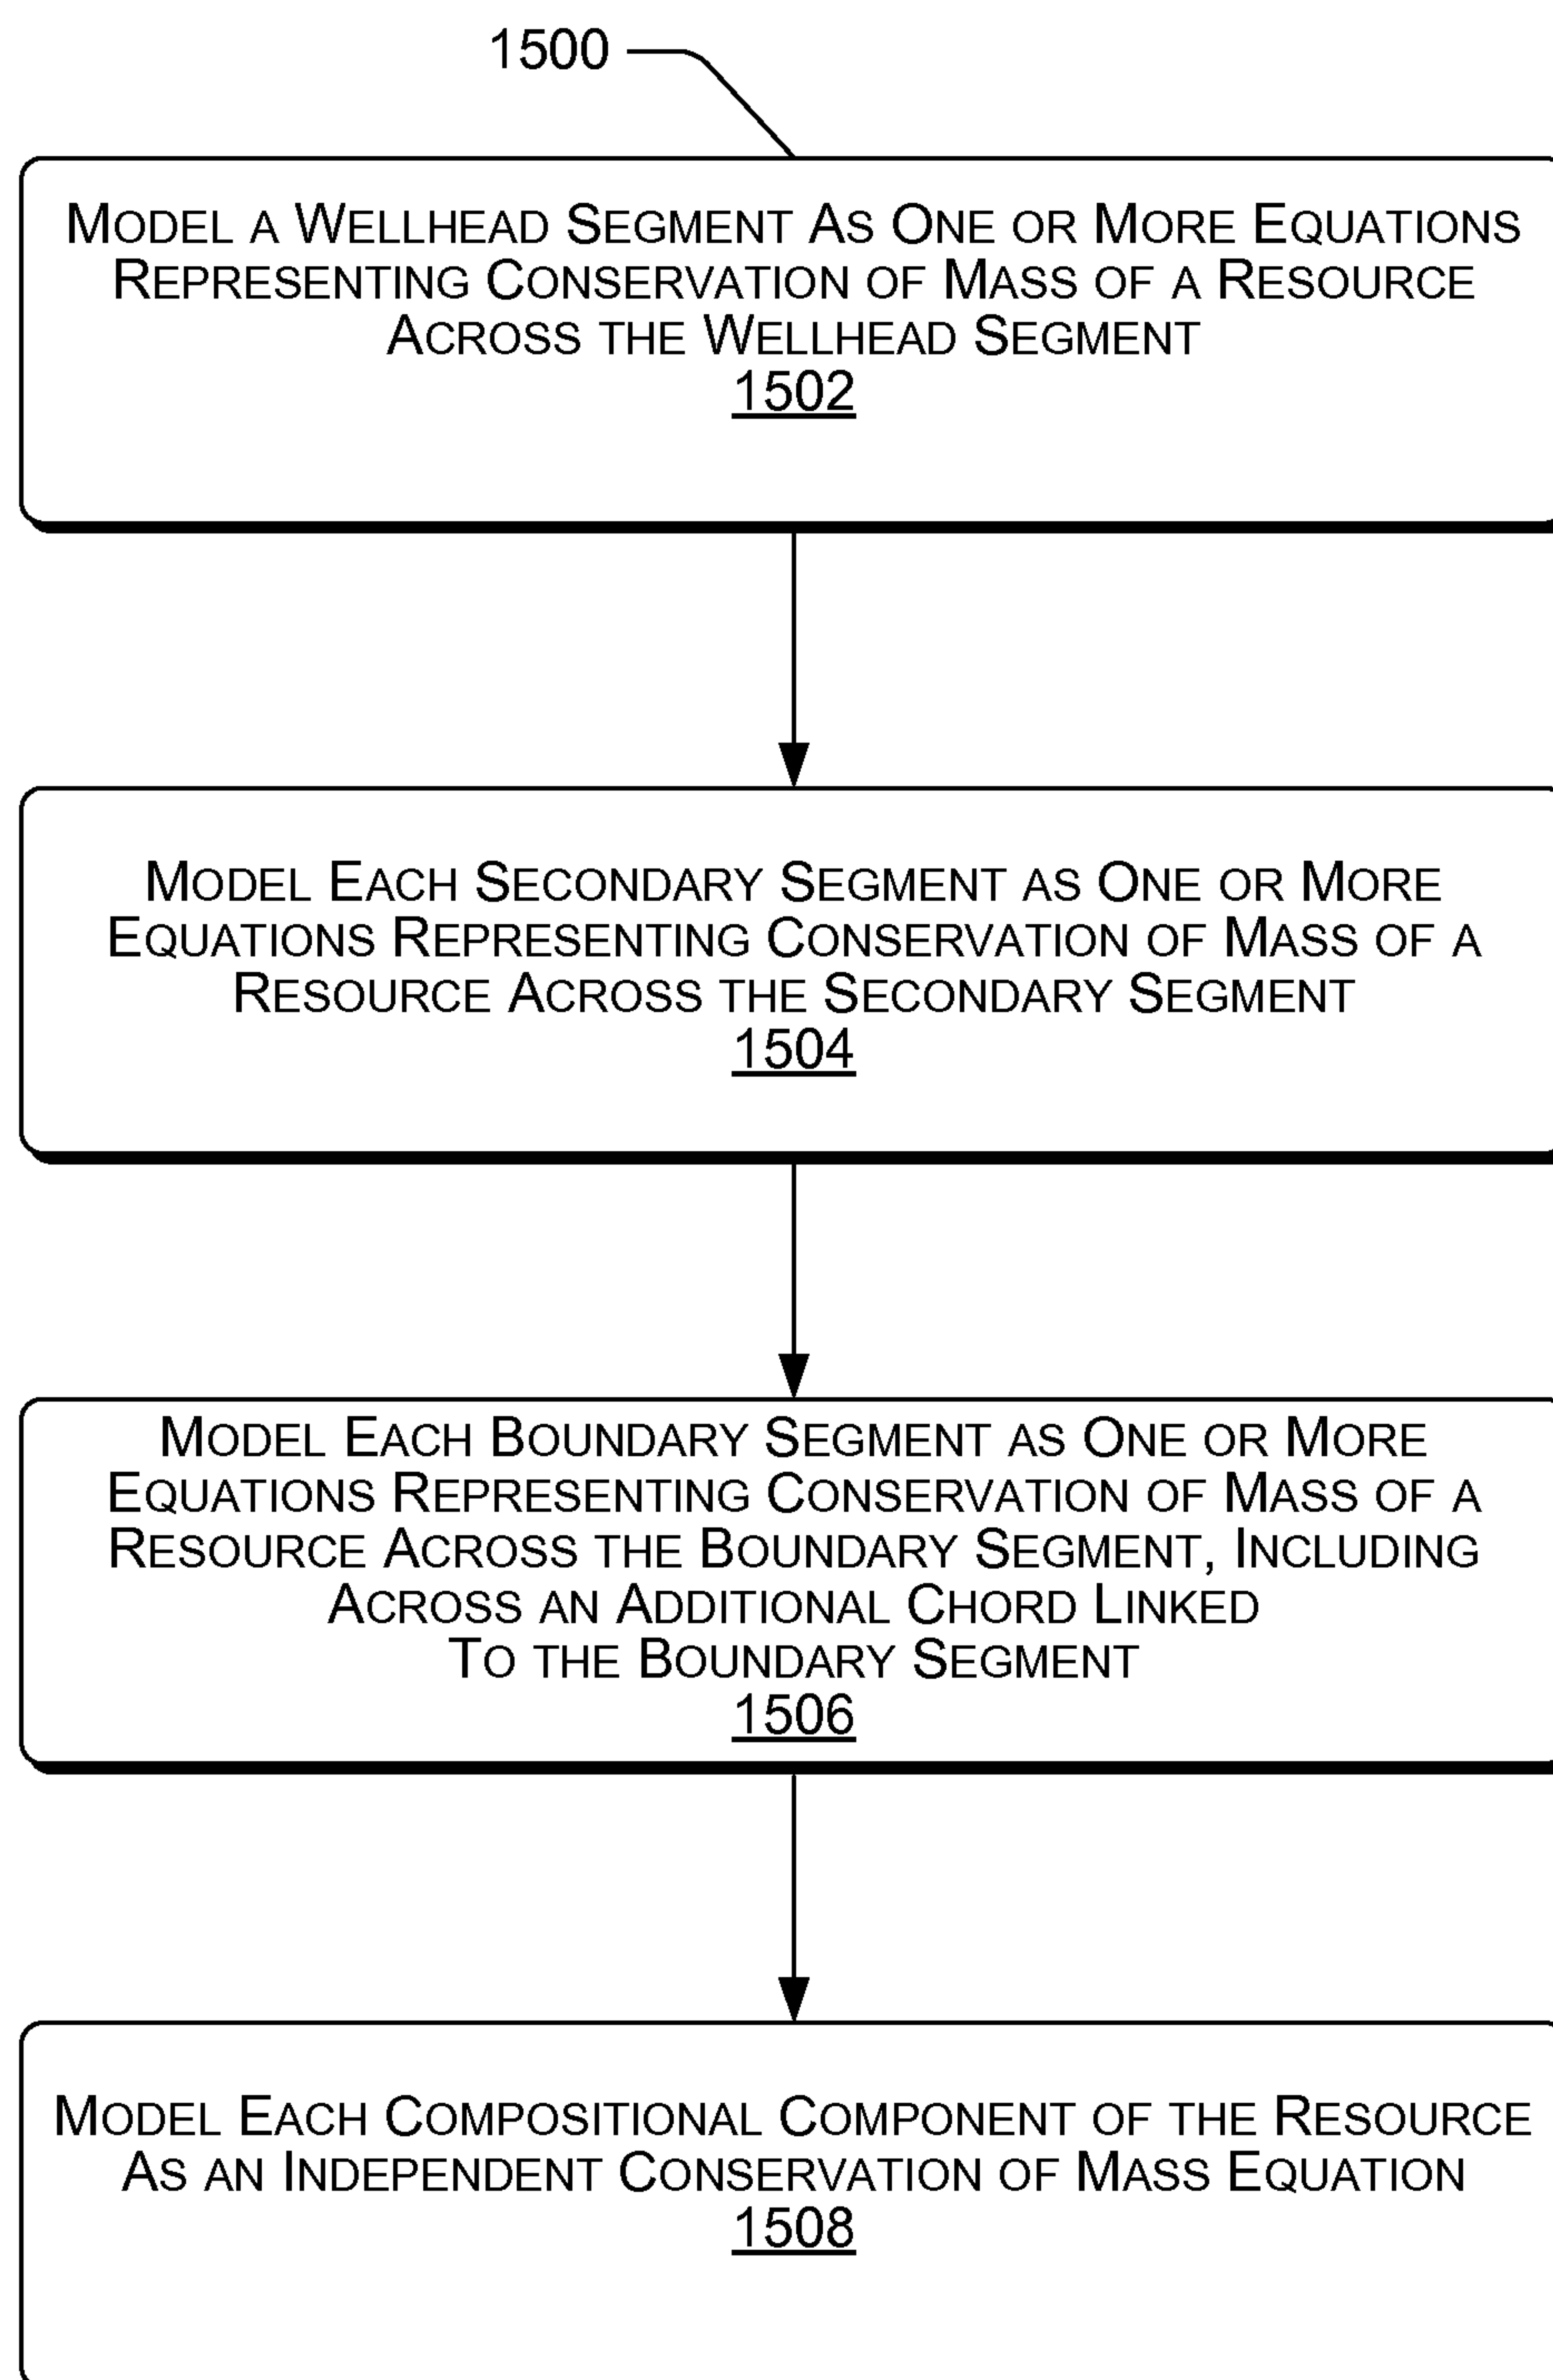 1500
MODEL A WELLHEAD SEGMENT AS ONE OR MORE EQUATIONS
REPRESENTING CONSERVATION OF MASS OF A RESOURCE
ACROSS THE WELLHEAD SEGMENT
1502
MODEL EACH SECONDARY SEGMENT AS ONE OR MORE
EQUATIONS REPRESENTING CONSERVATION OF MASS OF A
RESOURCE ACROSS THE SECONDARY SEGMENT
1504
MODEL EACH BOUNDARY SEGMENT AS ONE OR MORE
EQUATIONS REPRESENTING CONSERVATION OF MASS OF A
RESOURCE ACROSS THE BOUNDARY SEGMENT, INCLUDING
ACROSS AN ADDITIONAL CHORD LINKED
TO THE BOUNDARY SEGMENT
1506
MODEL EACH COMPOSITIONAL COMPONENT OF THE RESOURCE
AS AN INDEPENDENT CONSERVATION OF MASS EQUATION
1508